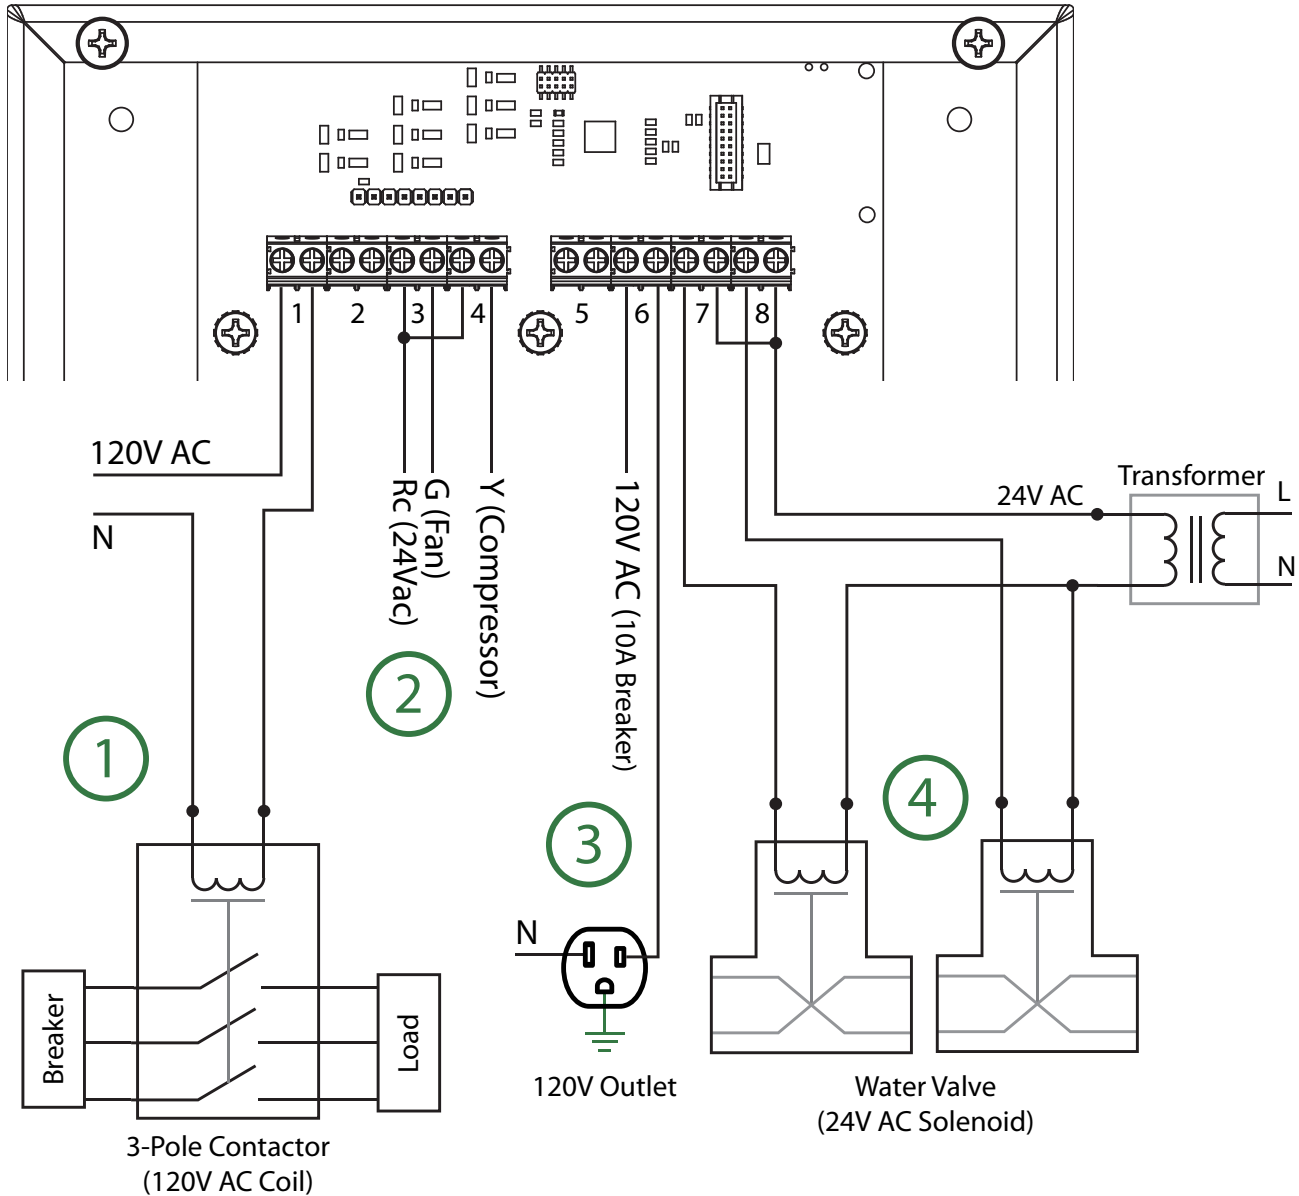 1
2
3
4
5
6
7
8
120V AC
N
Rc (24Vac)
G (Fan)
Y (Compressor)
120V AC (10A Breaker)
24V AC
Transformer
L
N
1
2
3
4
N
Breaker
Load
3-Pole Contactor
(120V AC Coil)
120V Outlet
Water Valve
(24V AC Solenoid)